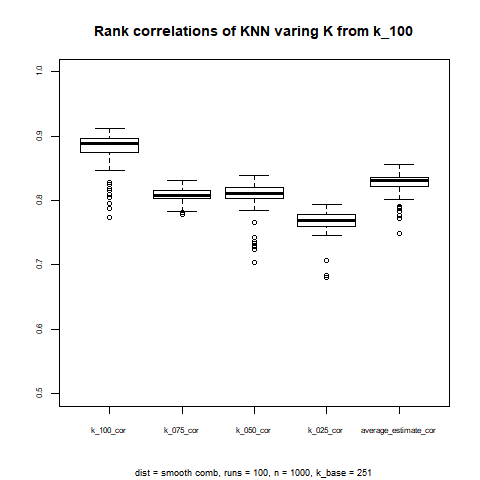 Rank correlations of KNN varing K from k_100
1.0
0.9
0.8
0.7
0.6
0.5
k_100_cor k_075_cor k_050_cor k_025_cor average_estimate_cor
dist = smooth comb, runs = 100, n = 1000, k_base = 251